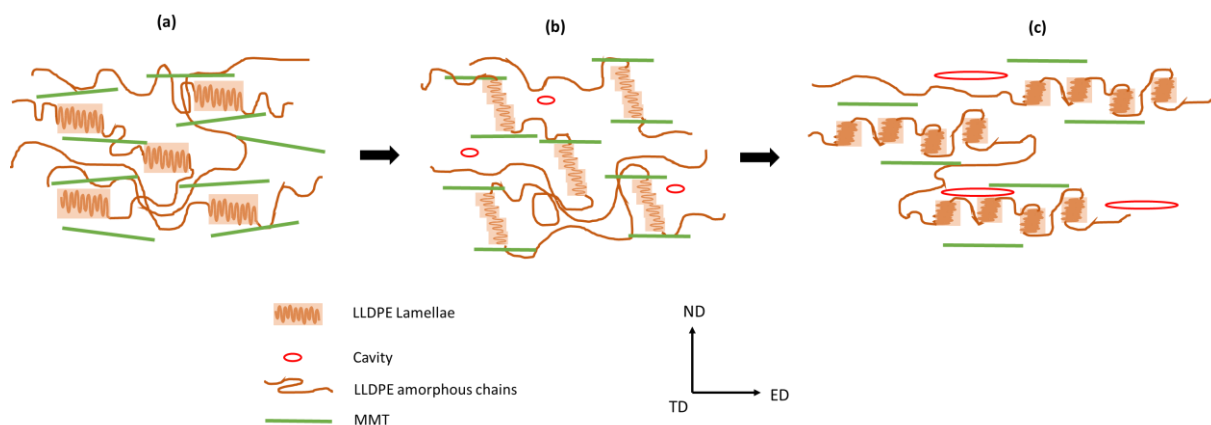 (a)
(b)
(c)
LLDPE Lamellae
Cavity
LLDPE amorphous chains
MMT
ND
TD
ED